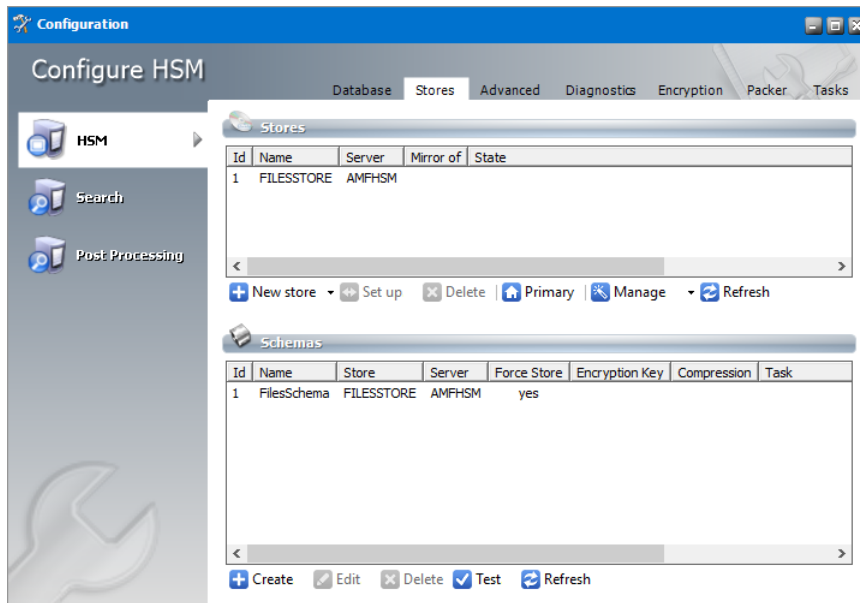 Configuration
Configure HSM
Database Stores Advanced Diagnostics Encryption Packer Tasks
HSM
Search
Post Processing
Stores
Id Name Server Mirror of State
1 FILESSTORE AMFHSM
New store Set up Delete Primary Manage Refresh
Schemas
Id Name Store Server Force Store Encryption Key Compression Task
1 FilesSchema FILESSTORE AMFHSM yes
Create Edit Delete Test Refresh